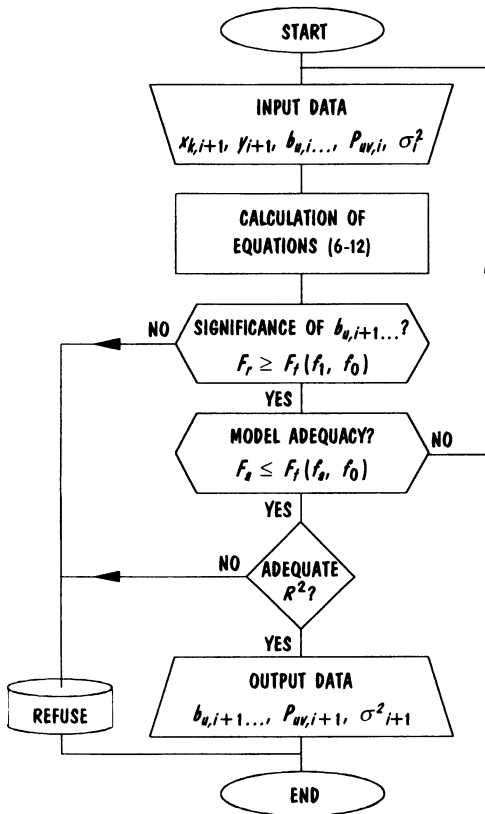 START
INPUT DATA
x_{k,i+1}, y_{i+1}, b_{u,i}..., P_{uv,i}, σ_i^2
CALCULATION OF
EQUATIONS (6-12)
NO
SIGNIFICANCE OF b_{u,i+1}...?
F_r ≥ F_t(f_1, f_0)
YES
MODEL ADEQUACY?
NO
F_a ≤ F_t(f_a, f_0)
YES
NO
ADEQUATE
R^2?
YES
OUTPUT DATA
b_{u,i+1}..., P_{uv,i+1}, σ^2_{i+1}
REFUSE
END